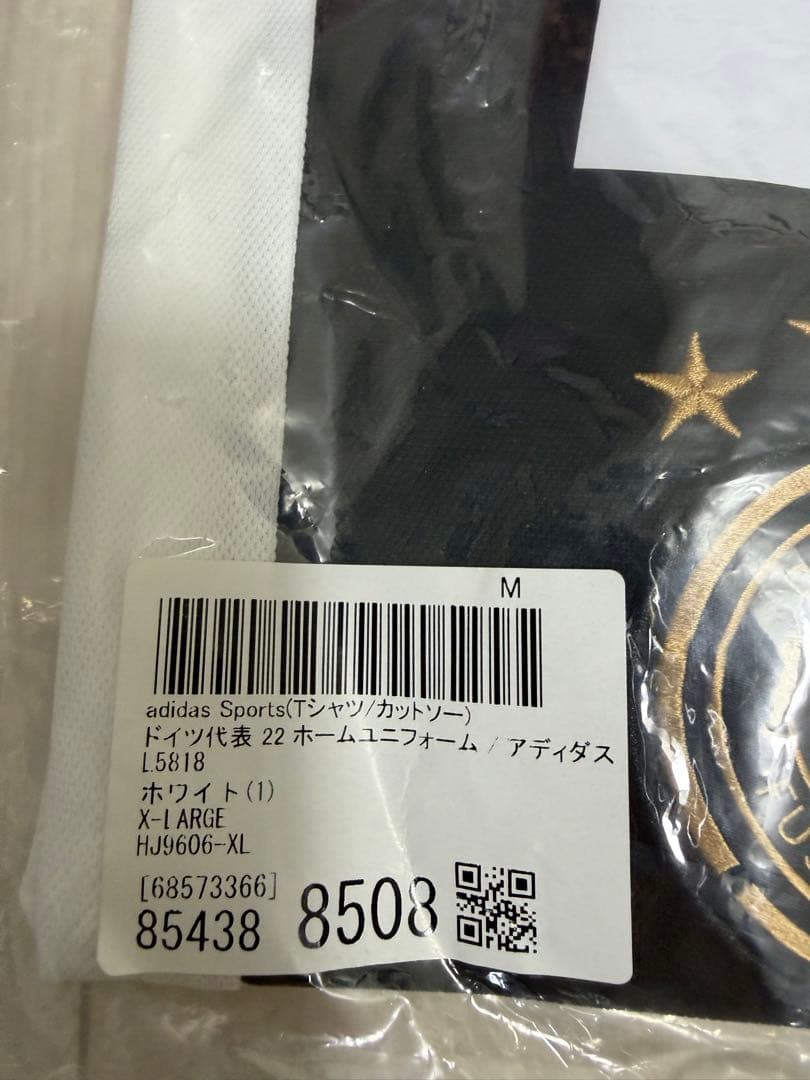 M
adidas Sports(Tシャツ/カットソー)
ドイツ代表 22 ホームユニフォーム / アディダス
L5818
ホワイト(1)
X-LARGE
HJ9606-XL
[68573366]
85438 8508